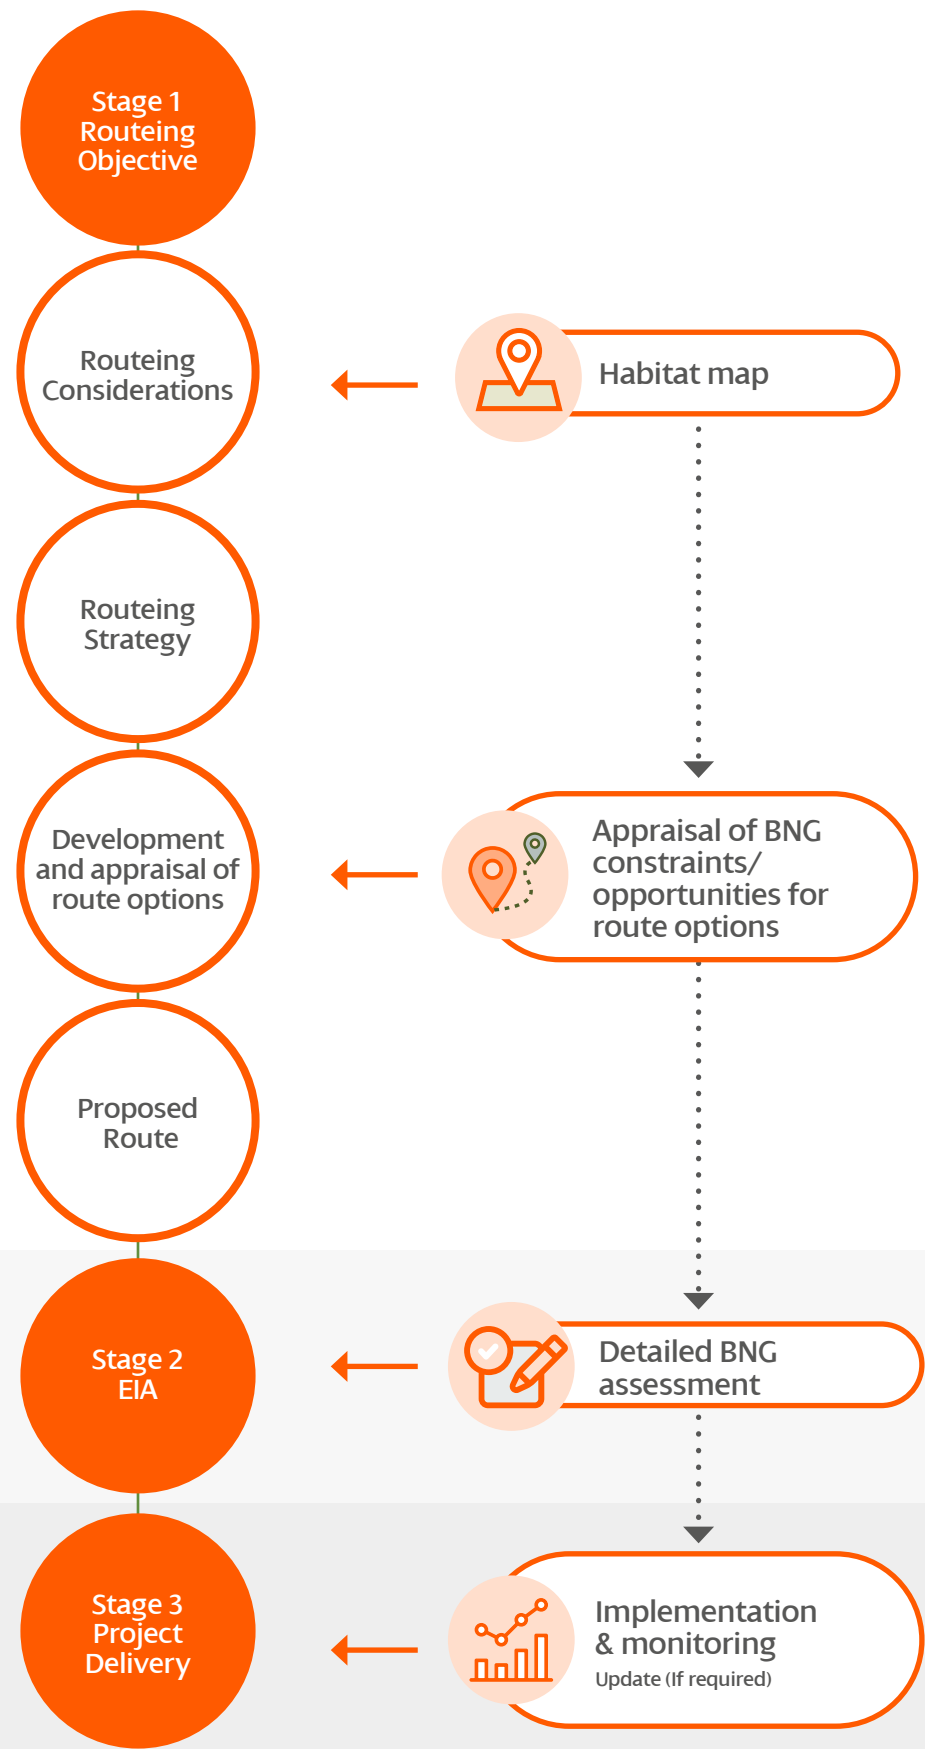 Stage 1
Routeing
Objective
Routeing
Considerations
Habitat map
Routeing
Strategy
Development
and appraisal of
route options
Appraisal of BNG
constraints/
opportunities for
route options
Proposed
Route
Stage 2
EIA
Detailed BNG
assessment
Stage 3
Project
Delivery
Implementation
& monitoring
Update (If required)